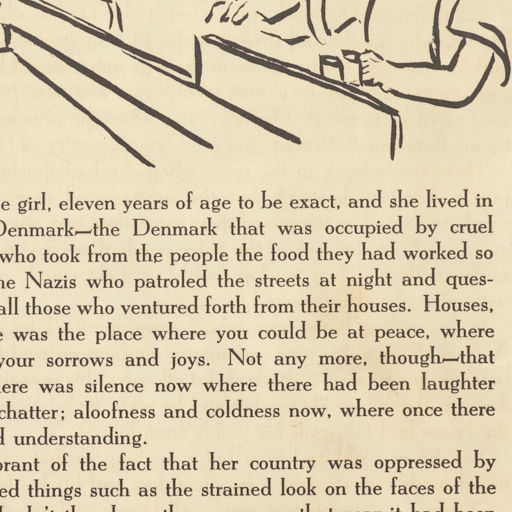 e girl, eleven years of age to be exact, and she lived in
Denmark—the Denmark that was occupied by cruel
who took from the people the food they had worked so
he Nazis who patroled the streets at night and ques-
all those who ventured forth from their houses. Houses,
e was the place where you could be at peace, where
your sorrows and joys. Not any more, though—that
ere was silence now where there had been laughter
chatter; aloofness and coldness now, where once there
d understanding.
orant of the fact that her country was oppressed by
ed things such as the strained look on the faces of the